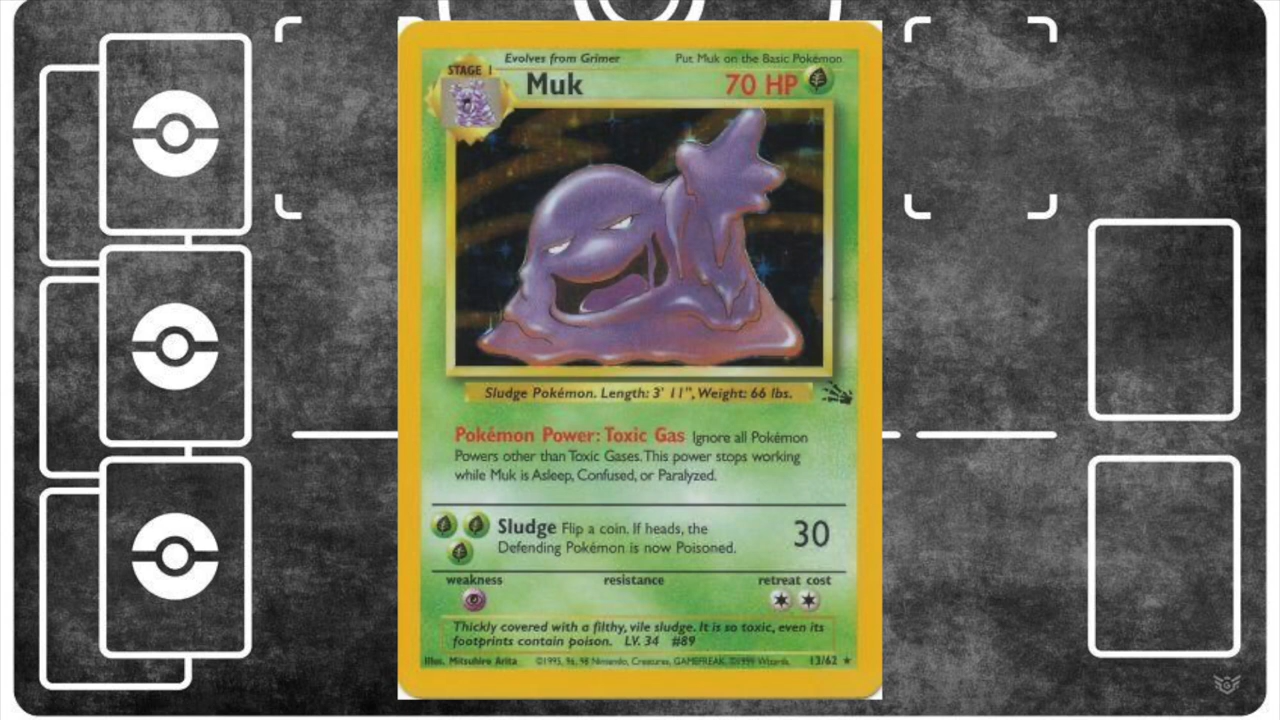 Evolves from Grimer
Put Muk on the Basic Pokémon
STAGE 1
Muk
70 HP
Sludge Pokémon. Length: 3' 11", Weight: 66 lbs.
Pokémon Power: Toxic Gas Ignore all Pokémon
Powers other than Toxic Gases. This power stops working
while Muk is Asleep, Confused, or Paralyzed.
Sludge Flip a coin. If heads, the
Defending Pokémon is now Poisoned.
30
weakness
resistance
retreat cost
Thickly covered with a filthy, vile sludge. It is so toxic, even its
footprints contain poison. LV. 34 #89
Illus. Mitsuhiro Arita
©1995, 96, 98 Nintendo, Creatures, GAMEFREAK. ©1999 Wizards.
13/62